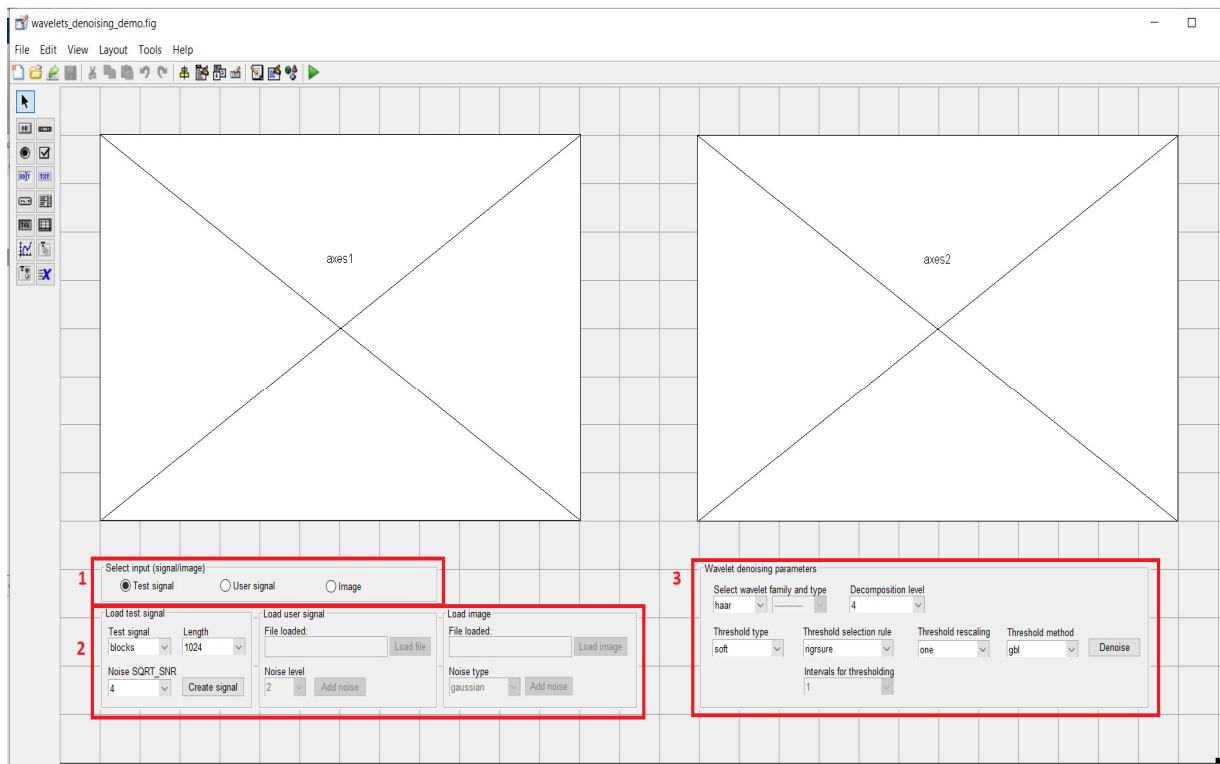 wavelets_denoising_demo.fig
File Edit View Layout Tools Help
axes1
axes2
1
Select input (signal/image)
Test signal User signal Image
2
Load test signal
Test signal Length
blocks 1024
Noise SQRT_SNR
4 Create signal
Load user signal
File loaded:
Load file
Noise level
2 Add noise
Load image
File loaded:
Load image
Noise type
gaussian Add noise
3
Wavelet denoising parameters
Select wavelet family and type Decomposition level
haar ----------- 4
Threshold type Threshold selection rule Threshold rescaling Threshold method
soft rigrsure one gbl Denoise
Intervals for thresholding
1